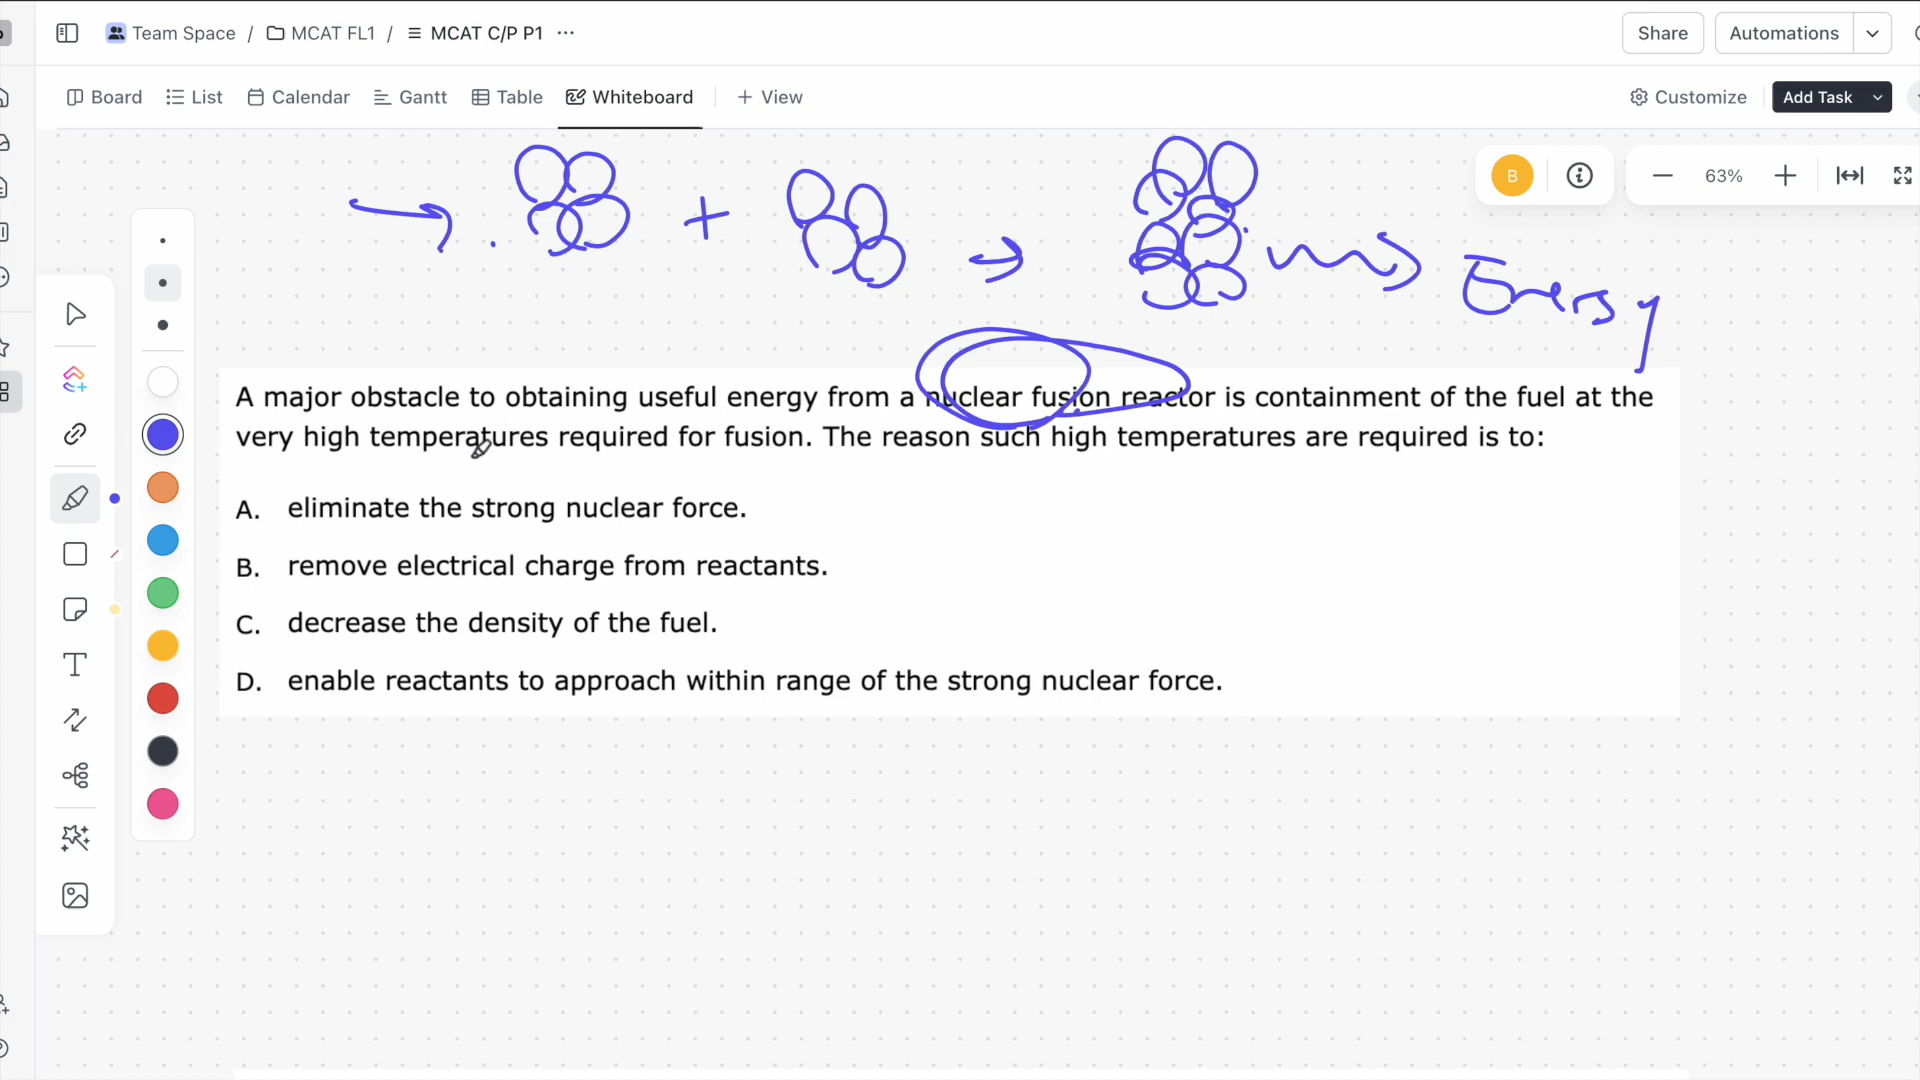 Team Space / MCAT FL1 / MCAT C/P P1 ...
Share
Automations
Board
List
Calendar
Gantt
Table
Whiteboard
+ View
Customize
Add Task
+
→
Energy
B
63%
A major obstacle to obtaining useful energy from a nuclear fusion reactor is containment of the fuel at the
very high temperatures required for fusion. The reason such high temperatures are required is to:
A. eliminate the strong nuclear force.
B. remove electrical charge from reactants.
C. decrease the density of the fuel.
D. enable reactants to approach within range of the strong nuclear force.